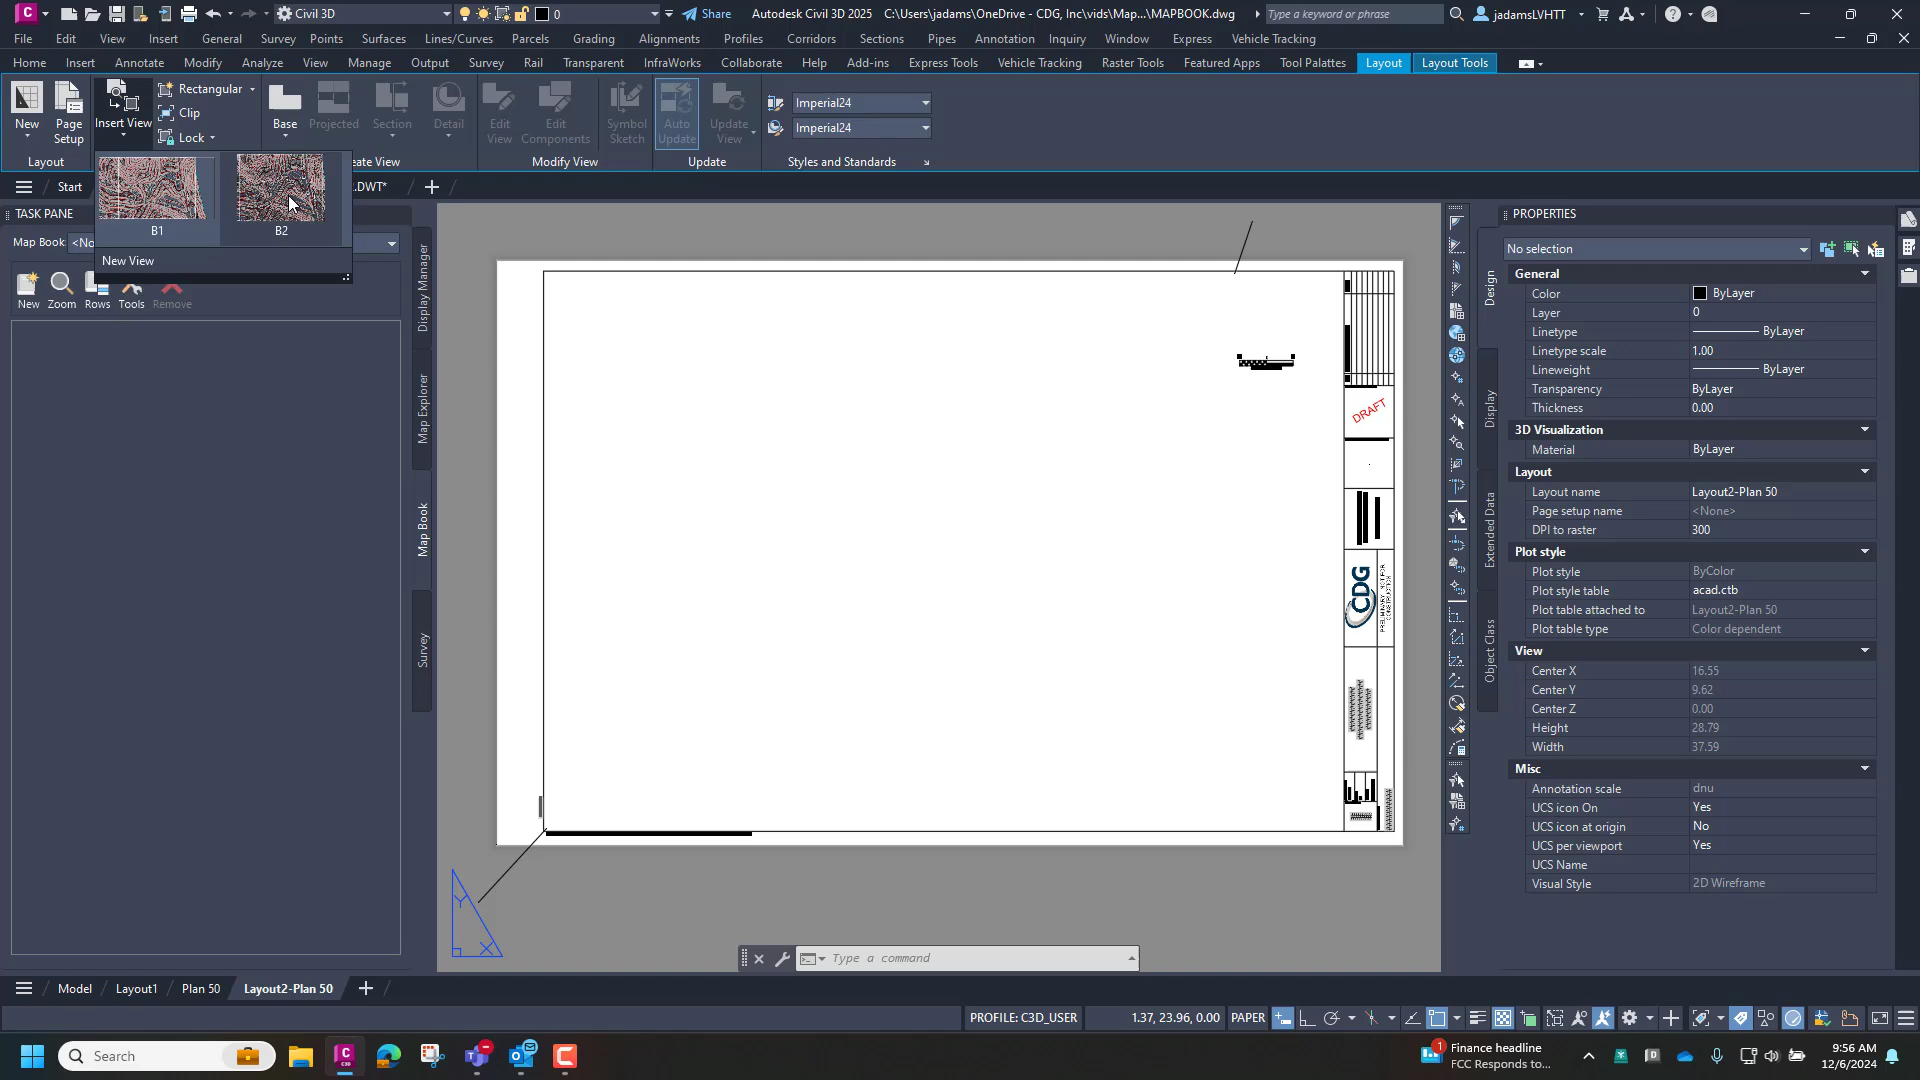 Civil 3D
0
Share
Autodesk Civil 3D 2025 C:\Users\jadams\OneDrive - CDG, Inc\vids\Map...\MAPBOOK.dwg
Type a keyword or phrase
jadamsLVHTT
File Edit View Insert General Survey Points Surfaces Lines/Curves Parcels Grading Alignments Profiles Corridors Sections Pipes Annotation Inquiry Window Express Vehicle Tracking
Home Insert Annotate Modify Analyze View Manage Output Survey Rail Transparent InfraWorks Collaborate Help Add-ins Express Tools Vehicle Tracking Raster Tools Featured Apps Tool Palettes Layout Layout Tools
New
Page Setup
Insert View
Rectangular
Clip
Lock
Base
Projected
Section
Detail
Edit View
Edit Components
Symbol Sketch
Auto Update
Update View
Imperial24
Imperial24
Layout
eate View
Modify View
Update
Styles and Standards
Start
.DWT*
B1
B2
New View
TASK PANE
Map Book <No
New Zoom Rows Tools Remove
Display Manager
Map Explorer
Map Book
Survey
DRAFT
CDG
PRELIMINARY NOT FOR
CONSTRUCTION
Y
X
Type a command
PROPERTIES
No selection
Design
Display
Extended Data
Object Class
General
Color ByLayer
Layer 0
Linetype ByLayer
Linetype scale 1.00
Lineweight ByLayer
Transparency ByLayer
Thickness 0.00
3D Visualization
Material ByLayer
Layout
Layout name Layout2-Plan 50
Page setup name <None>
DPI to raster 300
Plot style
Plot style ByColor
Plot style table acad.ctb
Plot table attached to Layout2-Plan 50
Plot table type Color dependent
View
Center X 16.55
Center Y 9.62
Center Z 0.00
Height 28.79
Width 37.59
Misc
Annotation scale dnu
UCS icon On Yes
UCS icon at origin No
UCS per viewport Yes
UCS Name
Visual Style 2D Wireframe
Model Layout1 Plan 50 Layout2-Plan 50
PROFILE: C3D_USER
1.37, 23.96, 0.00 PAPER
Search
1
Finance headline
FCC Responds to...
9:56 AM
12/6/2024